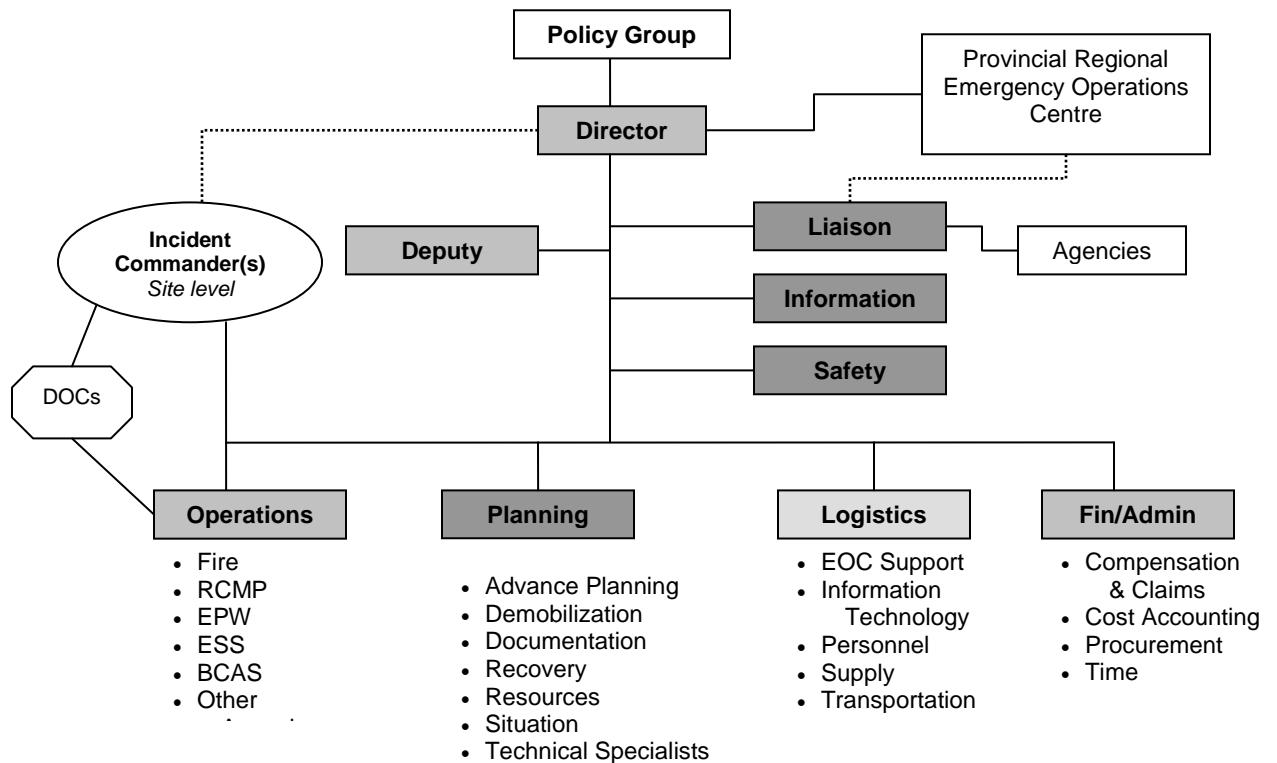 Policy Group
Provincial Regional
Emergency Operations
Centre
Director
Incident
Commander(s)
Site level
Deputy
Liaison
Agencies
Information
Safety
DOCs
Operations
• Fire
• RCMP
• EPW
• ESS
• BCAS
• Other
Planning
• Advance Planning
• Demobilization
• Documentation
• Recovery
• Resources
• Situation
• Technical Specialists
Logistics
• EOC Support
• Information
Technology
• Personnel
• Supply
• Transportation
Fin/Admin
• Compensation
& Claims
• Cost Accounting
• Procurement
• Time